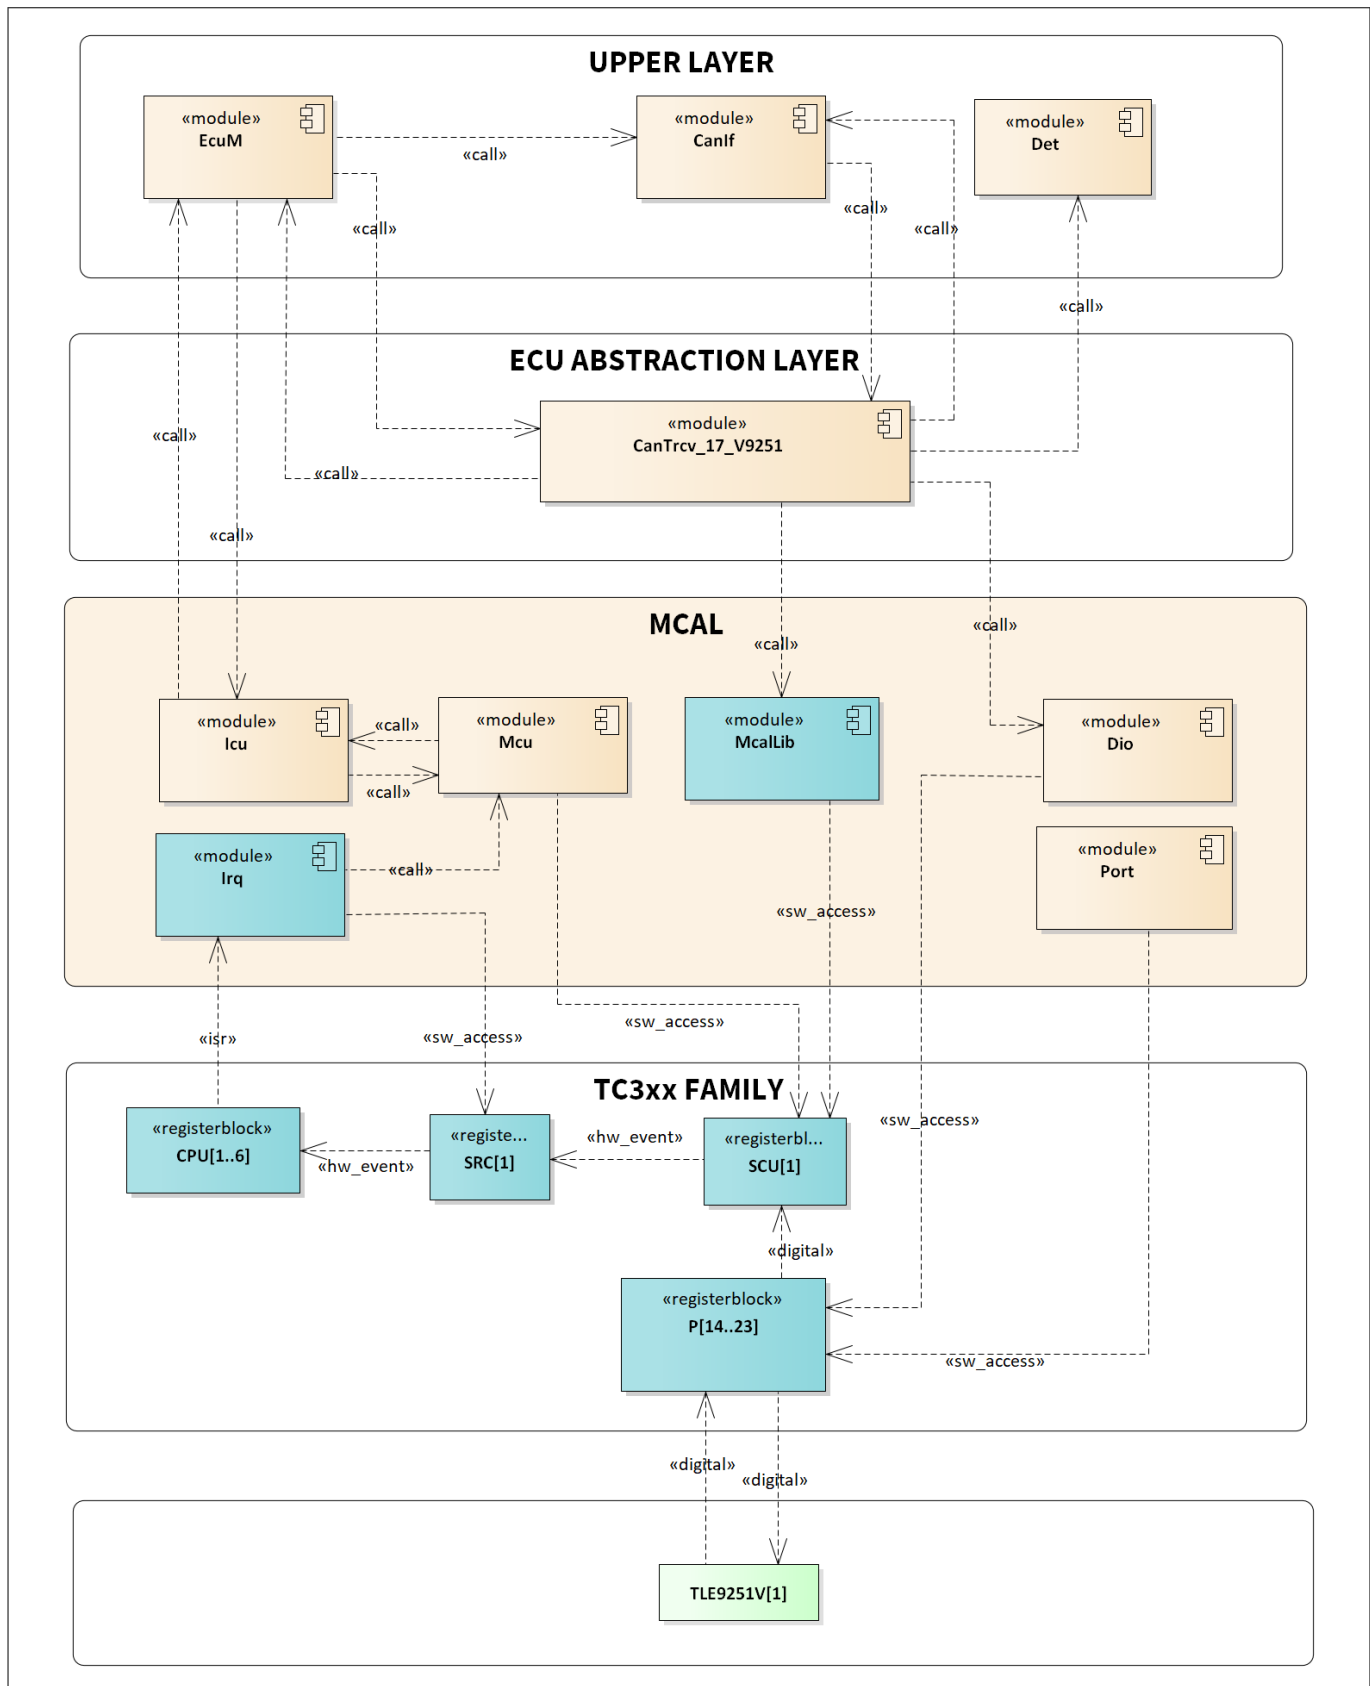 UPPER LAYER
«module»
EcuM
«module»
CanIf
«module»
Det
«call»
«call»
«call»
«call»
«call»
ECU ABSTRACTION LAYER
«module»
CanTrcv_17_V9251
«call»
«call»
«call»
MCAL
«call»
«call»
«module»
Icu
«call»
«call»
«module»
Mcu
«module»
McalLib
«module»
Dio
«module»
Irq
«call»
«module»
Port
«sw_access»
«isr»
«sw_access»
«sw_access»
TC3xx FAMILY
«sw_access»
«registerblock»
CPU[1..6]
«hw_event»
«registe...
SRC[1]
«hw_event»
«registerbl...
SCU[1]
«digital»
«registerblock»
P[14..23]
«sw_access»
«digital»
«digital»
TLE9251V[1]